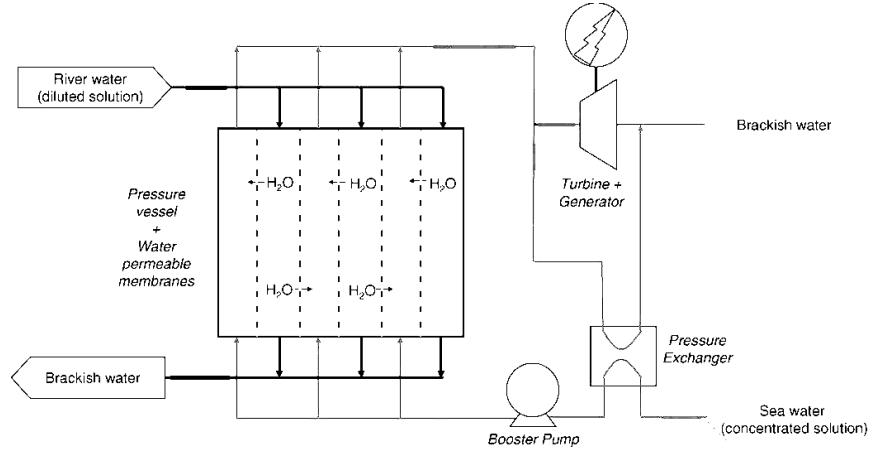 River water
(diluted solution)
Brackish water
H₂O
H₂O
H₂O
Turbine +
Generator
Pressure
vessel
+
Water
permeable
membranes
H₂O
H₂O
Pressure
Exchanger
Brackish water
Sea water
(concentrated solution)
Booster Pump